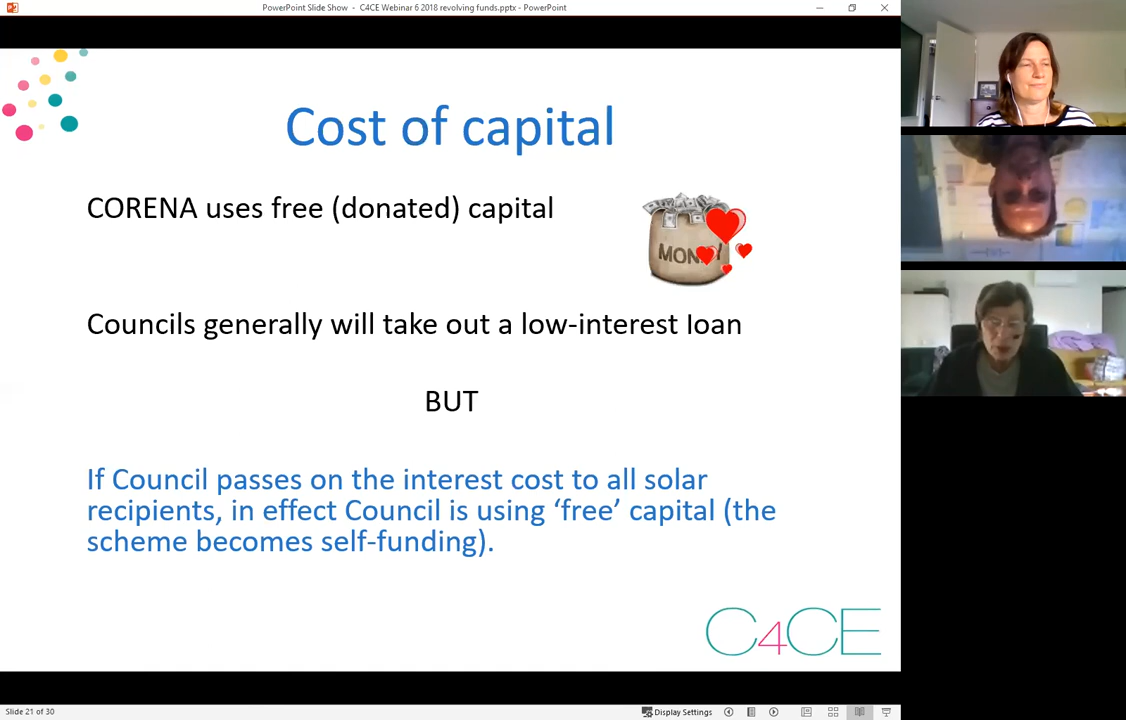 PowerPoint Slide Show - C4CE Webinar 6 2018 revolving funds.pptx - PowerPoint
Cost of capital
CORENA uses free (donated) capital
MONEY
Councils generally will take out a low-interest loan
BUT
If Council passes on the interest cost to all solar
recipients, in effect Council is using ‘free’ capital (the
scheme becomes self-funding).
C4CE
Slide 21 of 30
Display Settings